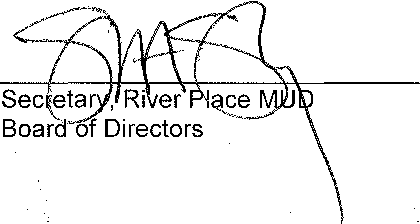 Secretary, River Place MUD
Board of Directors